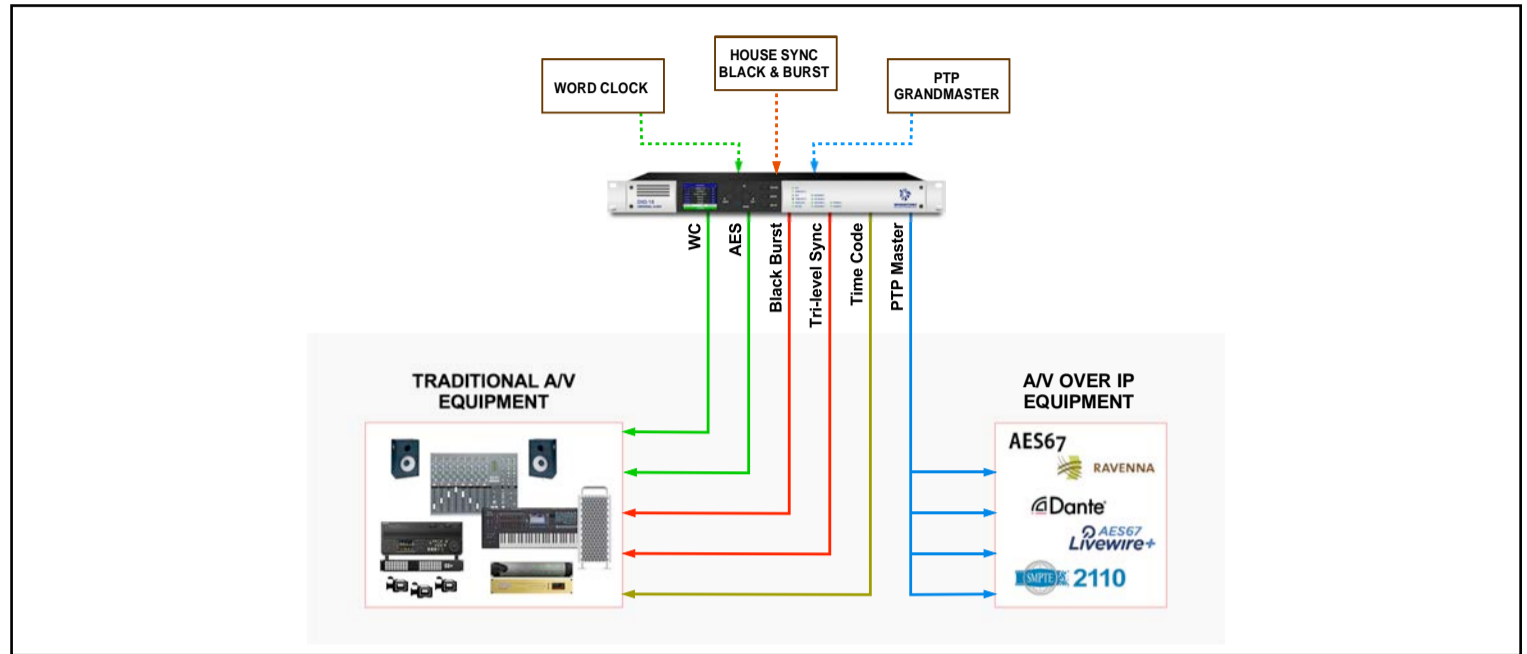 HOUSE SYNC
BLACK & BURST
WORD CLOCK
PTP
GRANDMASTER
WC
AES
Black Burst
Tri-level Sync
Time Code
PTP Master
TRADITIONAL A/V
EQUIPMENT
A/V OVER IP
EQUIPMENT
AES67
RAVENNA
Dante
AES67
Livewire+
SMPTE 2110